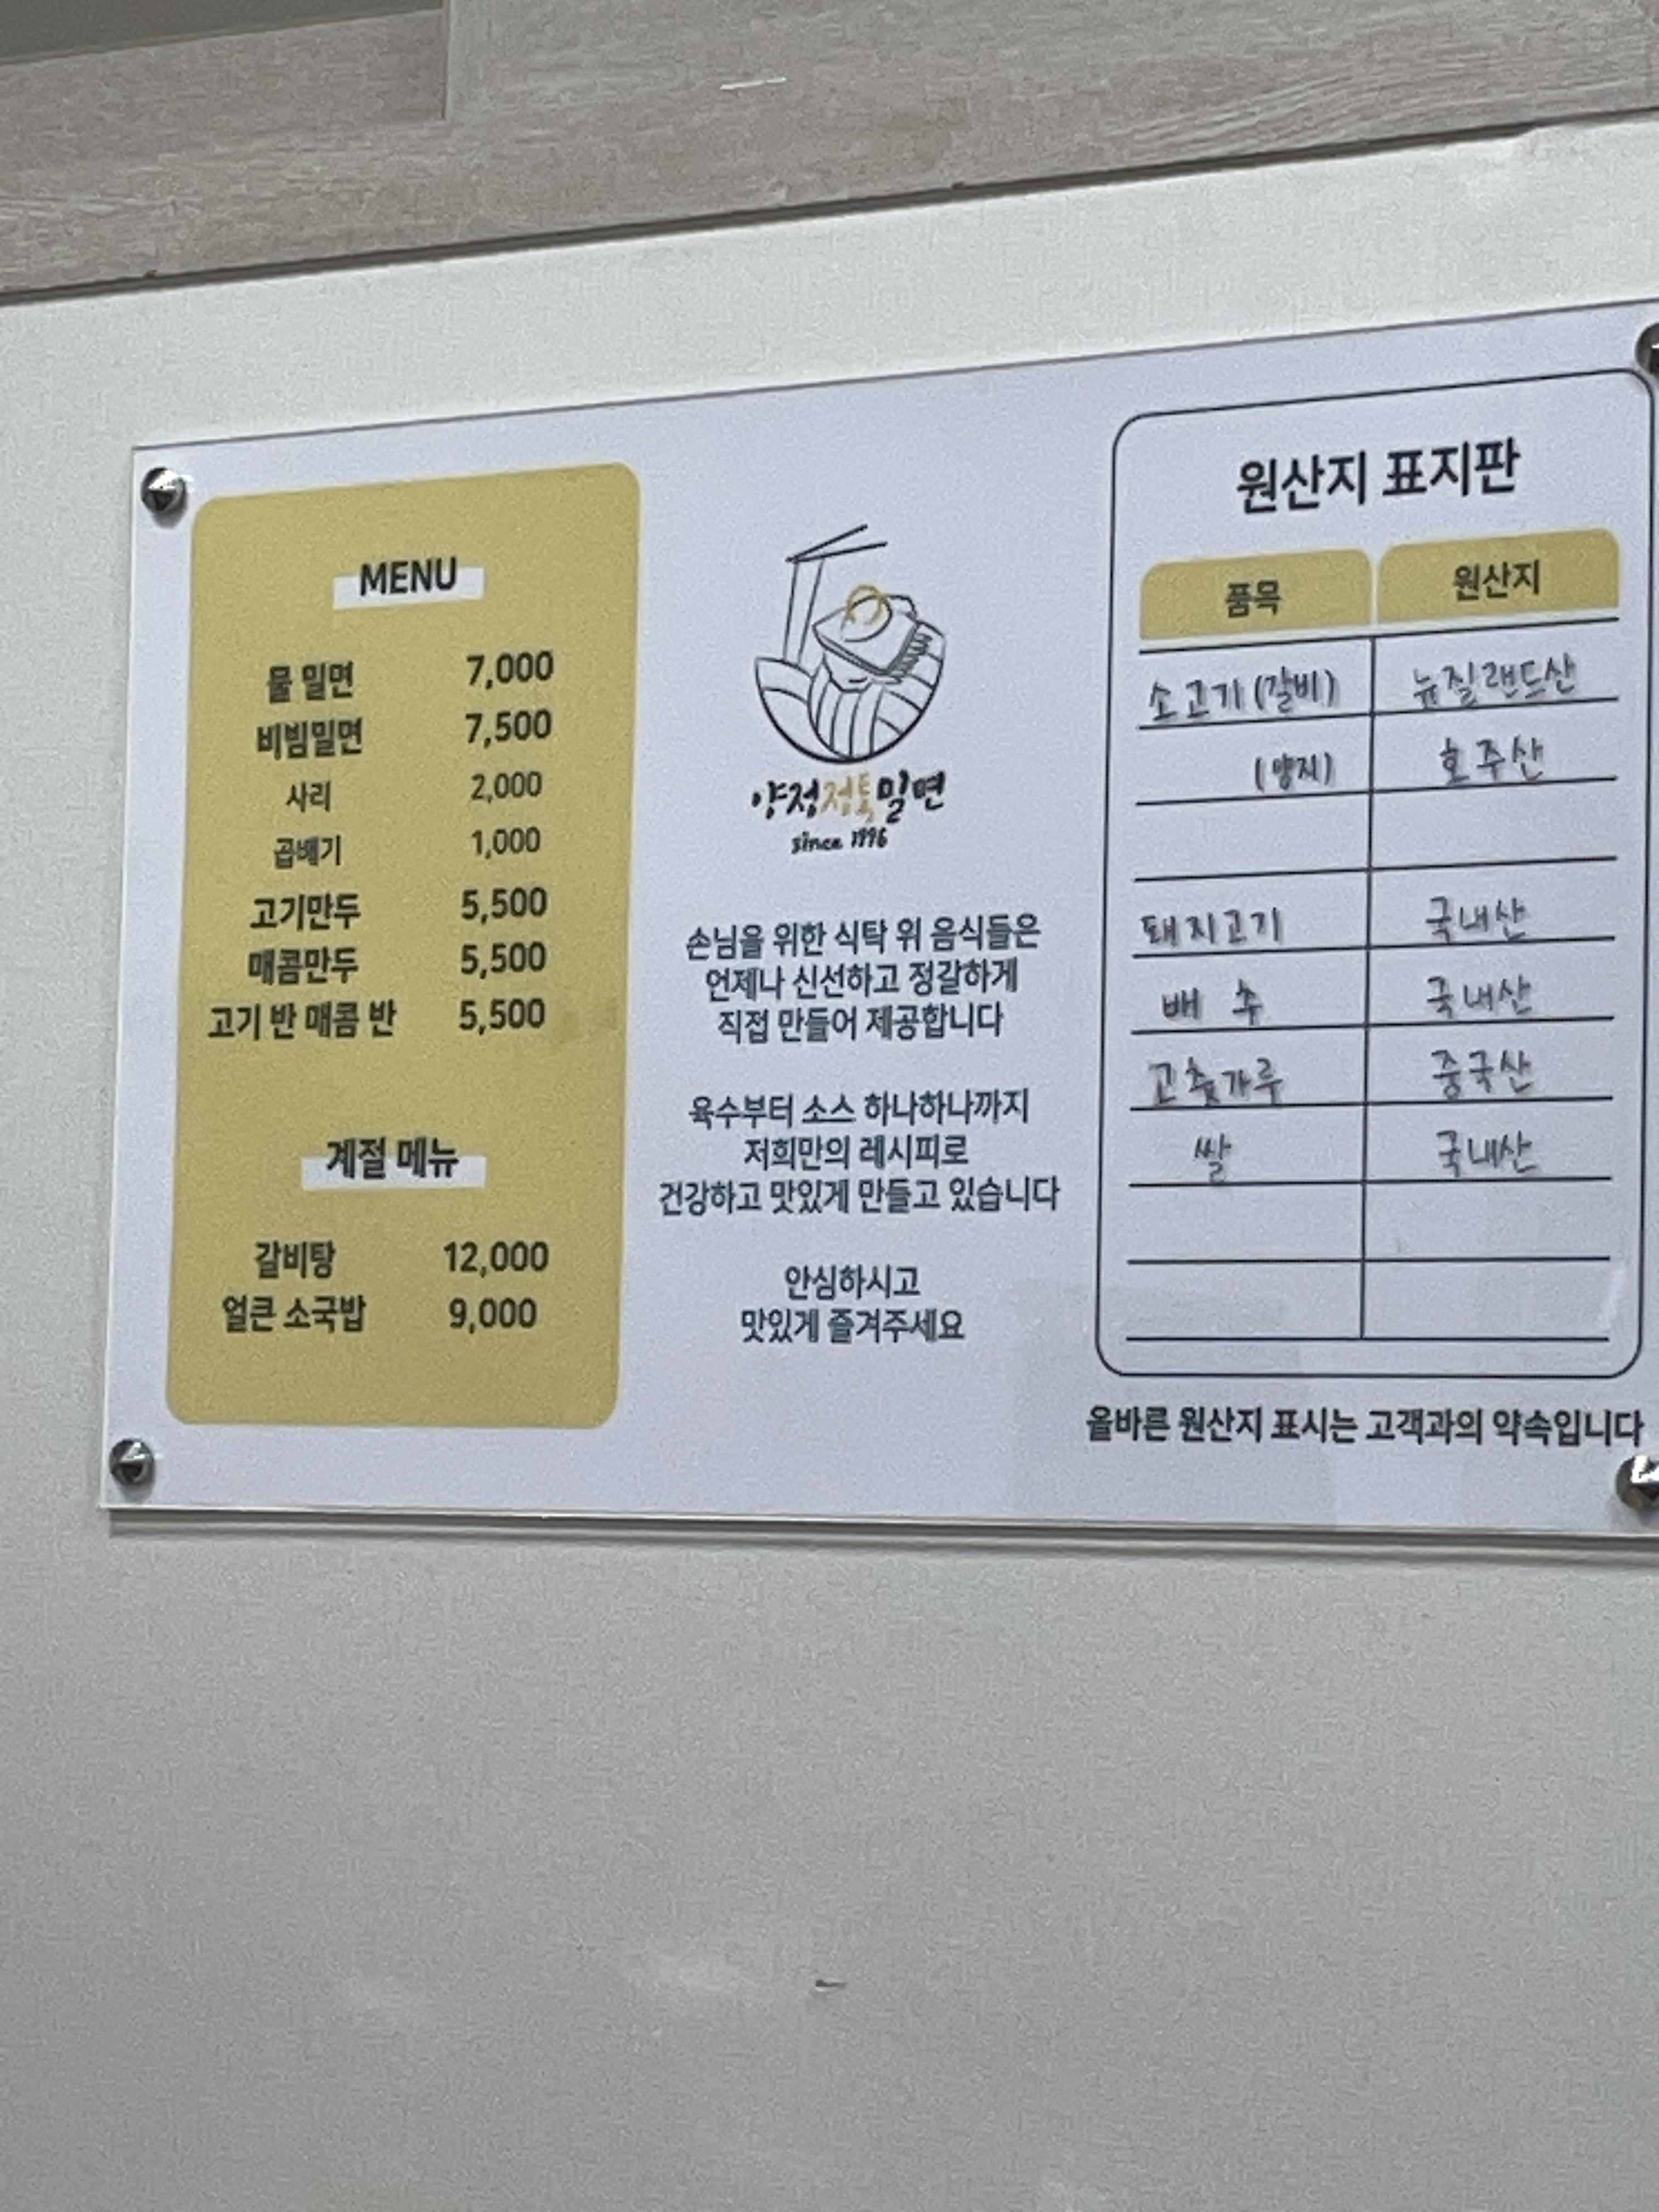 MENU
물 밀면 7,000
비빔밀면 7,500
사리 2,000
곱배기 1,000
고기만두 5,500
매콤만두 5,500
고기 반 매콤 반 5,500
계절 메뉴
갈비탕 12,000
얼큰 소국밥 9,000
양정정통밀면
since 1996
손님을 위한 식탁 위 음식들은
언제나 신선하고 정갈하게
직접 만들어 제공합니다
육수부터 소스 하나하나까지
저희만의 레시피로
건강하고 맛있게 만들고 있습니다
안심하시고
맛있게 즐겨주세요
원산지 표지판
품목 원산지
소고기 (갈비) 뉴질랜드산
(양지) 호주산
돼지고기 국내산
배 추 국내산
고춧가루 중국산
쌀 국내산
올바른 원산지 표시는 고객과의 약속입니다